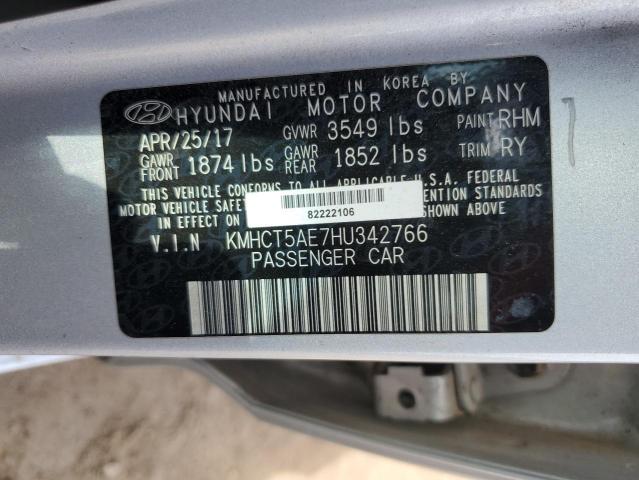 MANUFACTURED IN KOREA BY
HYUNDAI MOTOR COMPANY
APR/25/17 GVWR 3549 lbs PAINT RHM
GAWR FRONT 1874 lbs GAWR REAR 1852 lbs TRIM RY
THIS VEHICLE CONFORMS TO ALL APPLICABLE U.S.A. FEDERAL
MOTOR VEHICLE SAFETY STANDARDS
IN EFFECT ON SHOWN ABOVE.
82222106
V.I.N KMHCT5AE7HU342766
PASSENGER CAR